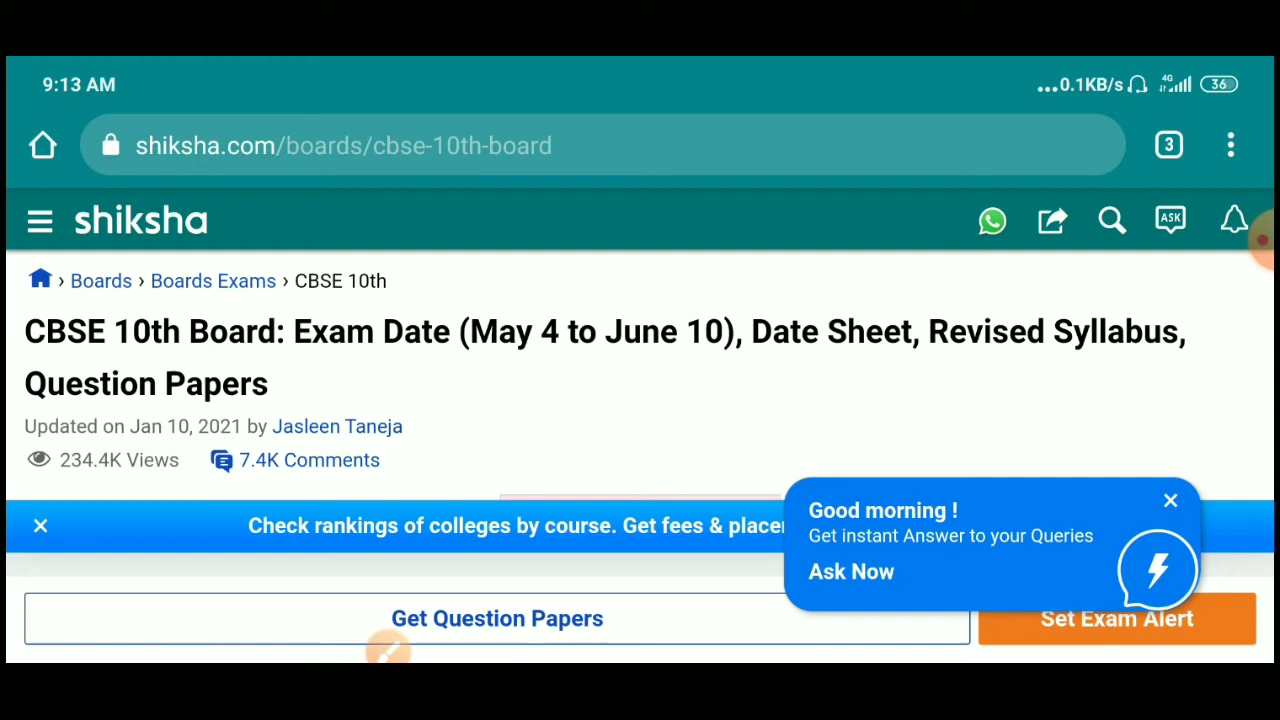 9:13 AM
...0.1KB/s 4G 36
shiksha.com/boards/cbse-10th-board
3
shiksha
ASK
› Boards › Boards Exams › CBSE 10th
CBSE 10th Board: Exam Date (May 4 to June 10), Date Sheet, Revised Syllabus,
Question Papers
Updated on Jan 10, 2021 by Jasleen Taneja
234.4K Views 7.4K Comments
Check rankings of colleges by course. Get fees &
Good morning !
Get instant Answer to your Queries
Ask Now
Get Question Papers
Set Exam Alert